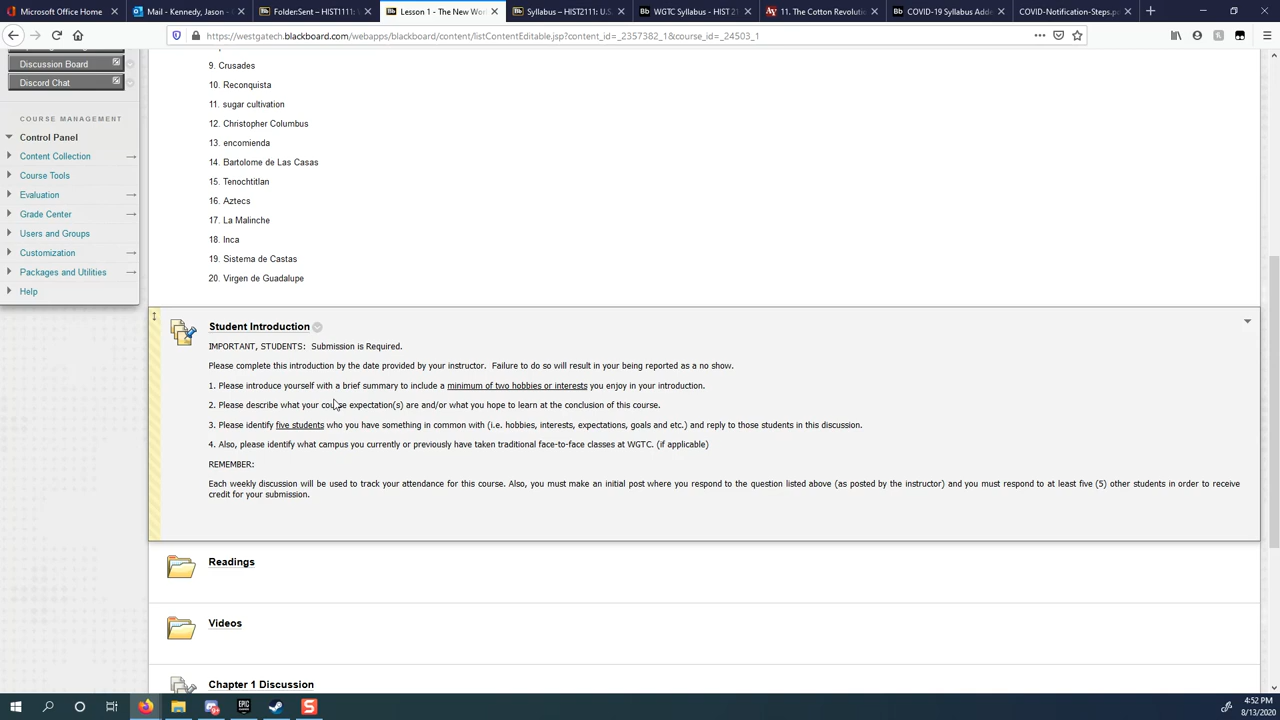 Microsoft Office Home
Mail - Kennedy, Jason - Ou
Folder:Sent – HIST1111: W
Lesson 1 - The New Wo
Syllabus – HIST2111: U.S.
WGTC Syllabus - HIST 21
11. The Cotton Revolutio
COVID-19 Syllabus Adde
COVID-Notification-Steps.pd
https://westgatech.blackboard.com/webapps/blackboard/content/listContentEditable.jsp?content_id=_2357382_1&course_id=_24503_1
Discussion Board
Discord Chat
COURSE MANAGEMENT
Control Panel
Content Collection
Course Tools
Evaluation
Grade Center
Users and Groups
Customization
Packages and Utilities
Help
9. Crusades
10. Reconquista
11. sugar cultivation
12. Christopher Columbus
13. encomienda
14. Bartolome de Las Casas
15. Tenochtitlan
16. Aztecs
17. La Malinche
18. Inca
19. Sistema de Castas
20. Virgen de Guadalupe
Student Introduction
IMPORTANT, STUDENTS: Submission is Required.
Please complete this introduction by the date provided by your instructor. Failure to do so will result in your being reported as a no show.
1. Please introduce yourself with a brief summary to include a minimum of two hobbies or interests you enjoy in your introduction.
2. Please describe what your course expectation(s) are and/or what you hope to learn at the conclusion of this course.
3. Please identify five students who you have something in common with (i.e. hobbies, interests, expectations, goals and etc.) and reply to those students in this discussion.
4. Also, please identify what campus you currently or previously have taken traditional face-to-face classes at WGTC. (if applicable)
REMEMBER:
Each weekly discussion will be used to track your attendance for this course. Also, you must make an initial post where you respond to the question listed above (as posted by the instructor) and you must respond to at least five (5) other students in order to receive
credit for your submission.
Readings
Videos
Chapter 1 Discussion
4:52 PM
8/13/2020